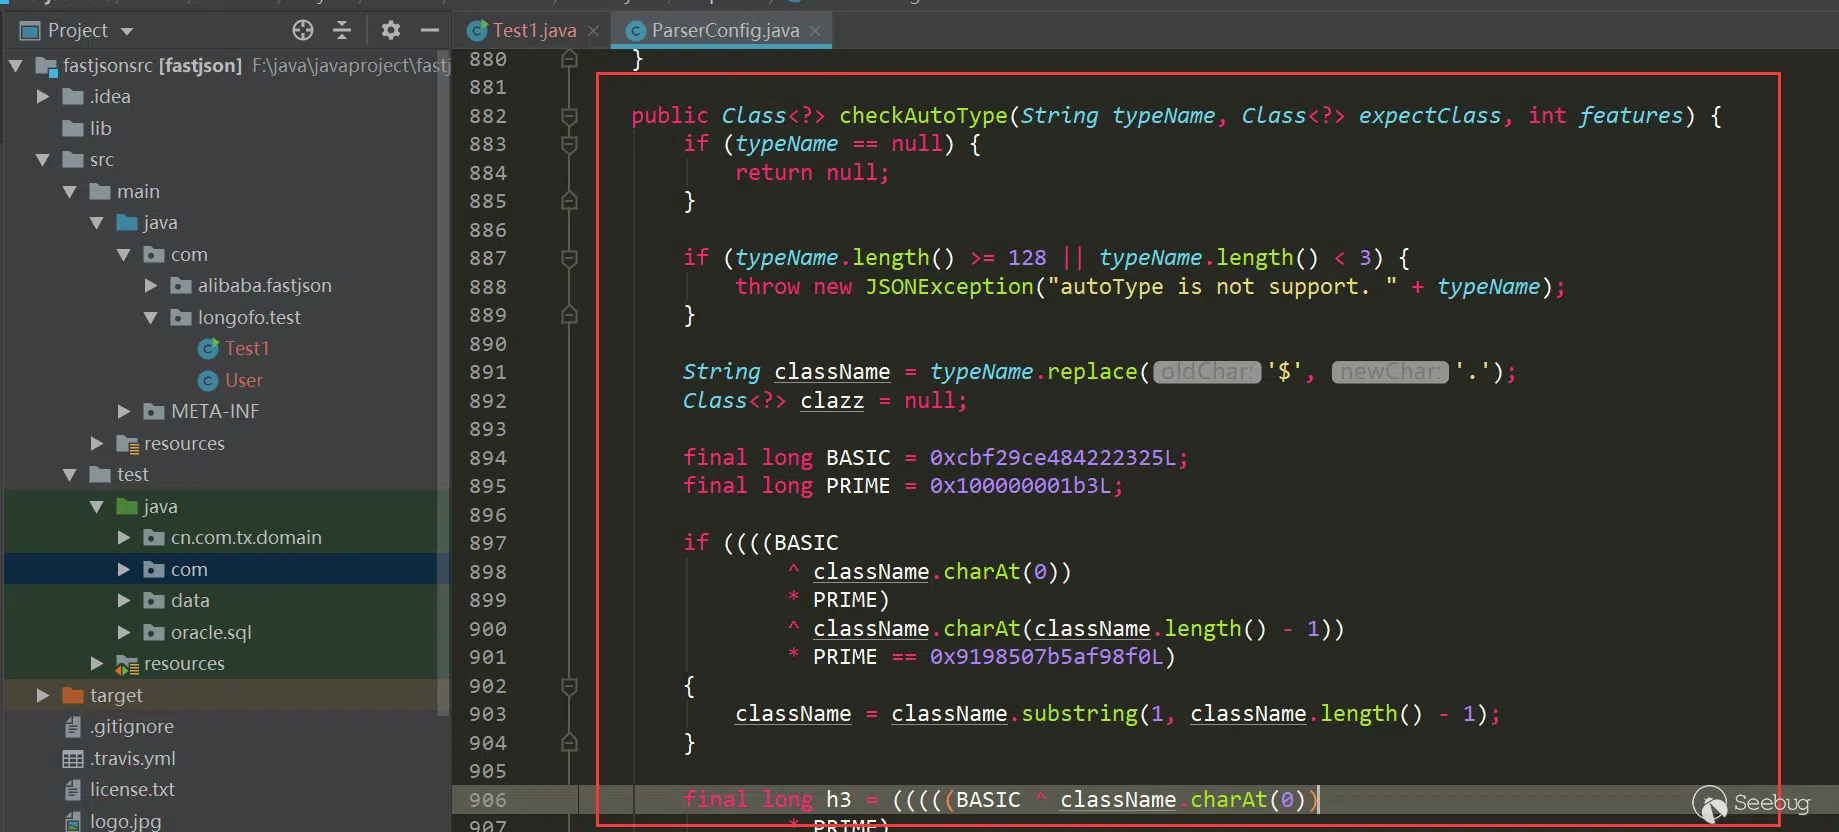 Project
fastjsonsrc [fastjson] F:\java\javaproject\fastj
.idea
lib
src
main
java
com
alibaba.fastjson
longofo.test
Test1
User
META-INF
resources
test
java
cn.com.tx.domain
com
data
oracle.sql
resources
target
.gitignore
.travis.yml
license.txt
logo.jpg
Test1.java
ParserConfig.java
880 }
881
882 public Class<?> checkAutoType(String typeName, Class<?> expectClass, int features) {
883 if (typeName == null) {
884 return null;
885 }
886
887 if (typeName.length() >= 128 || typeName.length() < 3) {
888 throw new JSONException("autoType is not support. " + typeName);
889 }
890
891 String className = typeName.replace( oldChar: '$', newChar: '.');
892 Class<?> clazz = null;
893
894 final long BASIC = 0xcbf29ce484222325L;
895 final long PRIME = 0x100000001b3L;
896
897 if ((((BASIC
898 ^ className.charAt(0))
899 * PRIME)
900 ^ className.charAt(className.length() - 1))
901 * PRIME == 0x9198507b5af98f0L)
902 {
903 className = className.substring(1, className.length() - 1);
904 }
905
906 final long h3 = (((((BASIC ^ className.charAt(0))
907 * PRIME)
Seebug